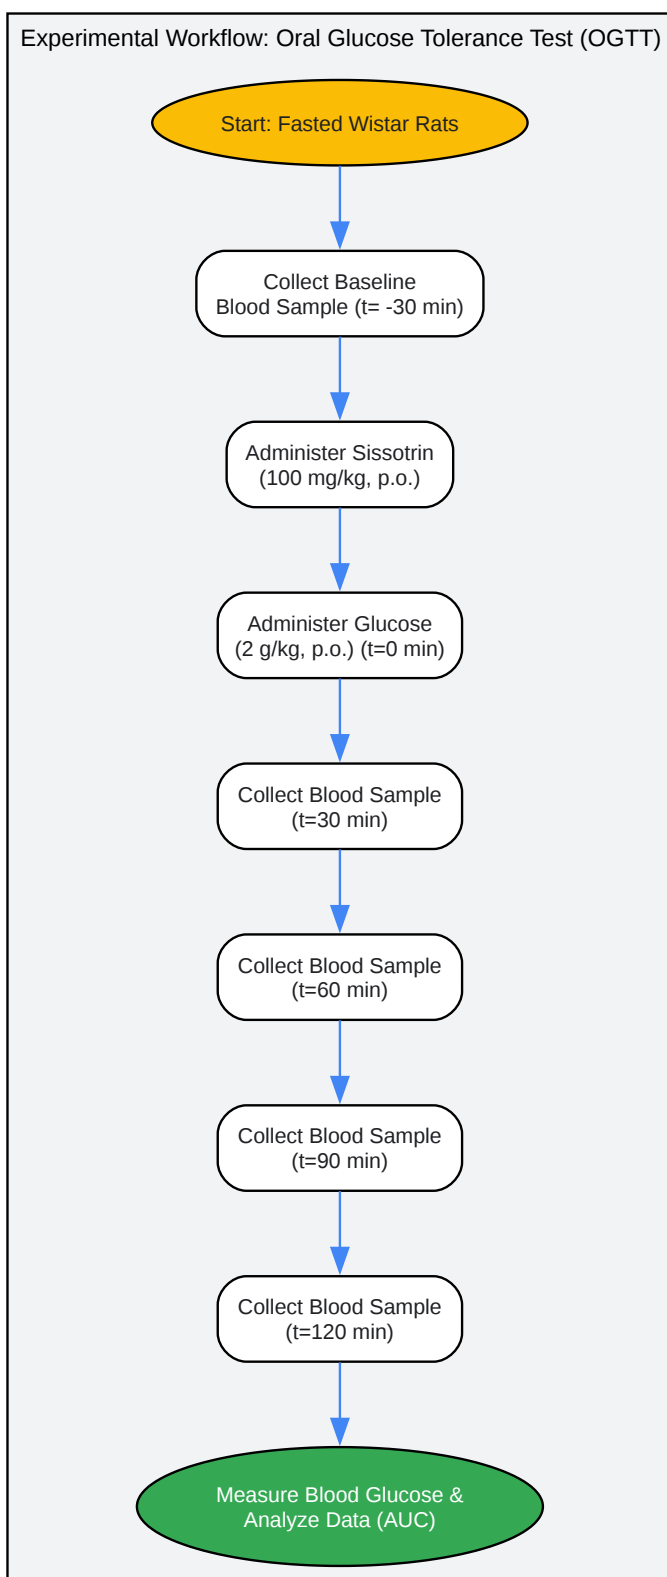 Experimental Workflow: Oral Glucose Tolerance Test (OGTT)
Start: Fasted Wistar Rats
Collect Baseline
Blood Sample (t= -30 min)
Administer Sissotrin
(100 mg/kg, p.o.)
Administer Glucose
(2 g/kg, p.o.) (t=0 min)
Collect Blood Sample
(t=30 min)
Collect Blood Sample
(t=60 min)
Collect Blood Sample
(t=90 min)
Collect Blood Sample
(t=120 min)
Measure Blood Glucose &
Analyze Data (AUC)